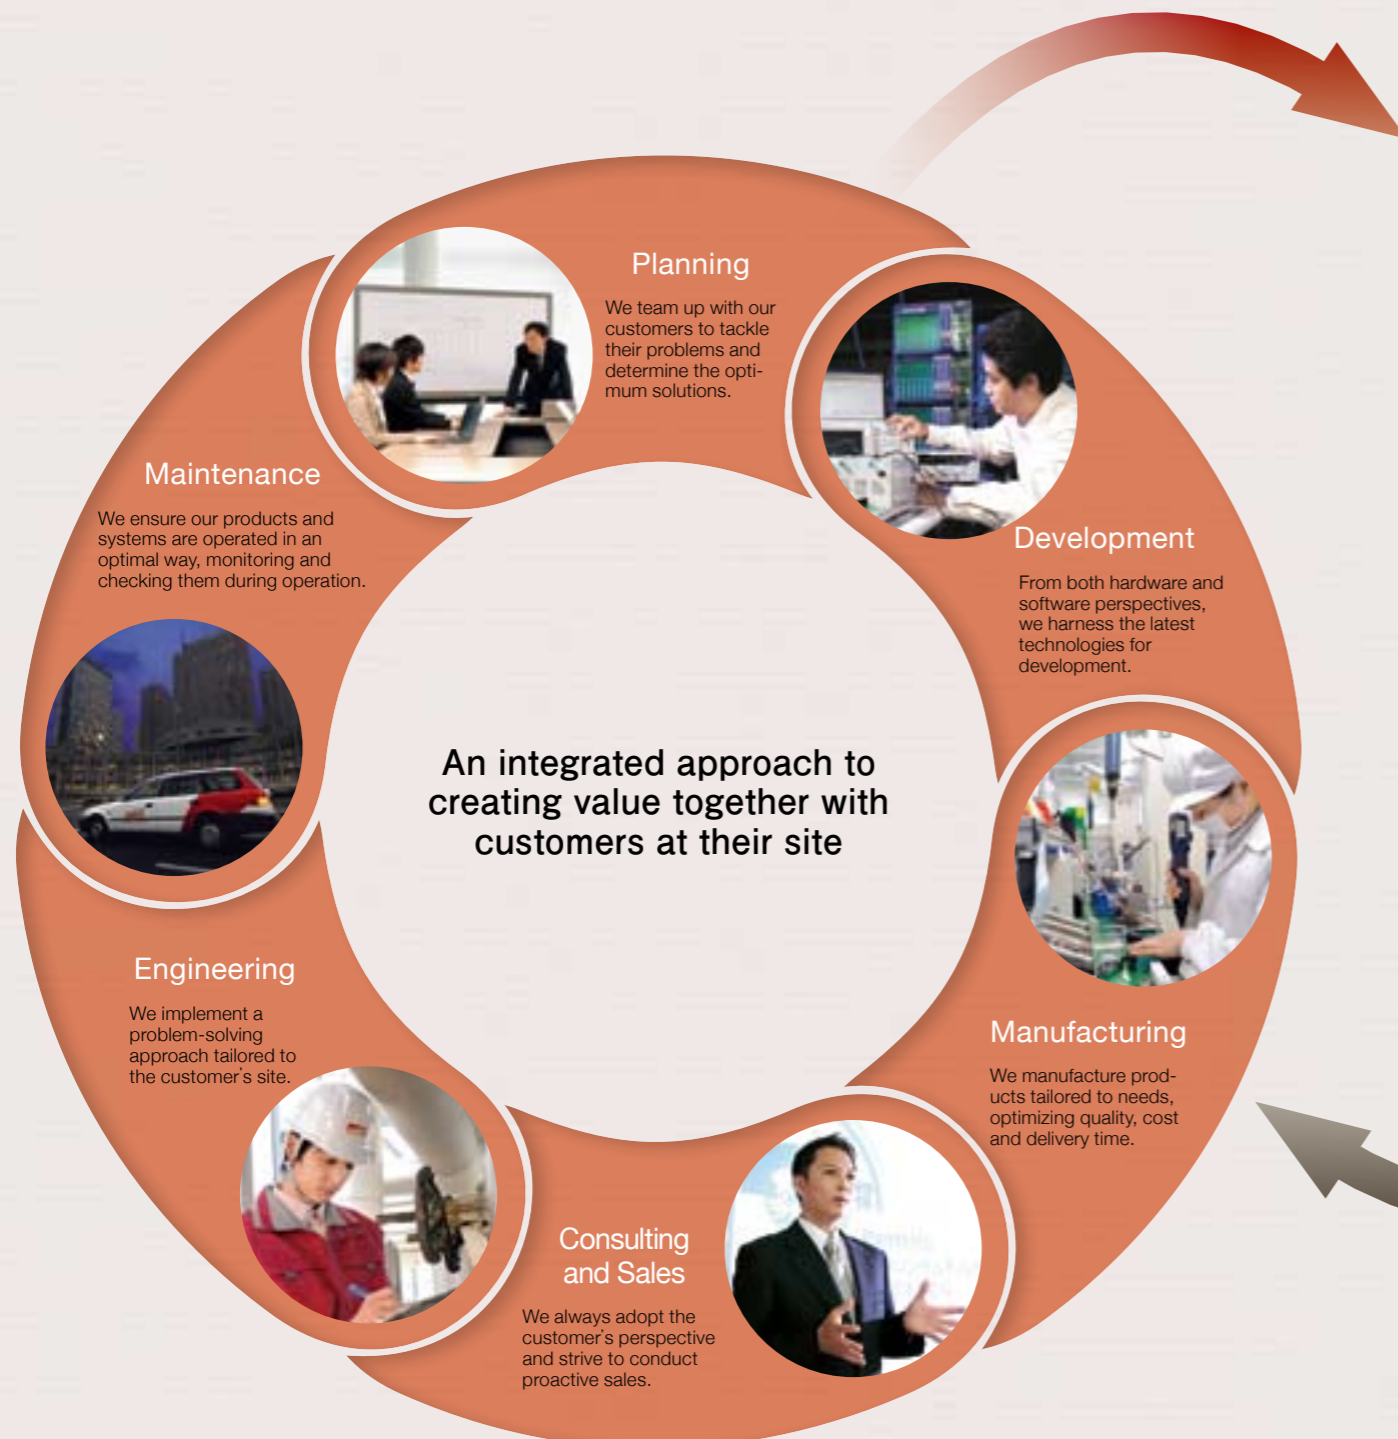 Planning
We team up with our
customers to tackle
their problems and
determine the opti-
mum solutions.
Development
From both hardware and
software perspectives,
we harness the latest
technologies for
development.
Manufacturing
We manufacture prod-
ucts tailored to needs,
optimizing quality, cost
and delivery time.
Consulting
and Sales
We always adopt the
customer's perspective
and strive to conduct
proactive sales.
Engineering
We implement a
problem-solving
approach tailored to
the customer's site.
Maintenance
We ensure our products and
systems are operated in an
optimal way, monitoring and
checking them during operation.
An integrated approach to
creating value together with
customers at their site